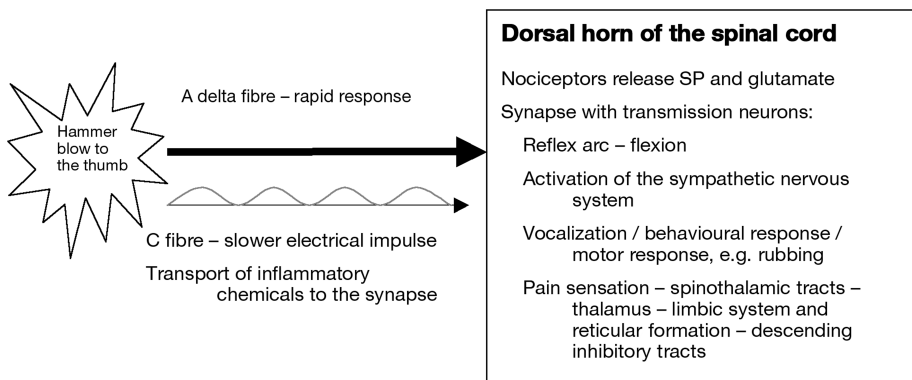 Hammer
blow to
the thumb
A delta fibre – rapid response
C fibre – slower electrical impulse
Transport of inflammatory
chemicals to the synapse
Dorsal horn of the spinal cord
Nociceptors release SP and glutamate
Synapse with transmission neurons:
Reflex arc – flexion
Activation of the sympathetic nervous
system
Vocalization / behavioural response /
motor response, e.g. rubbing
Pain sensation – spinothalamic tracts –
thalamus – limbic system and
reticular formation – descending
inhibitory tracts